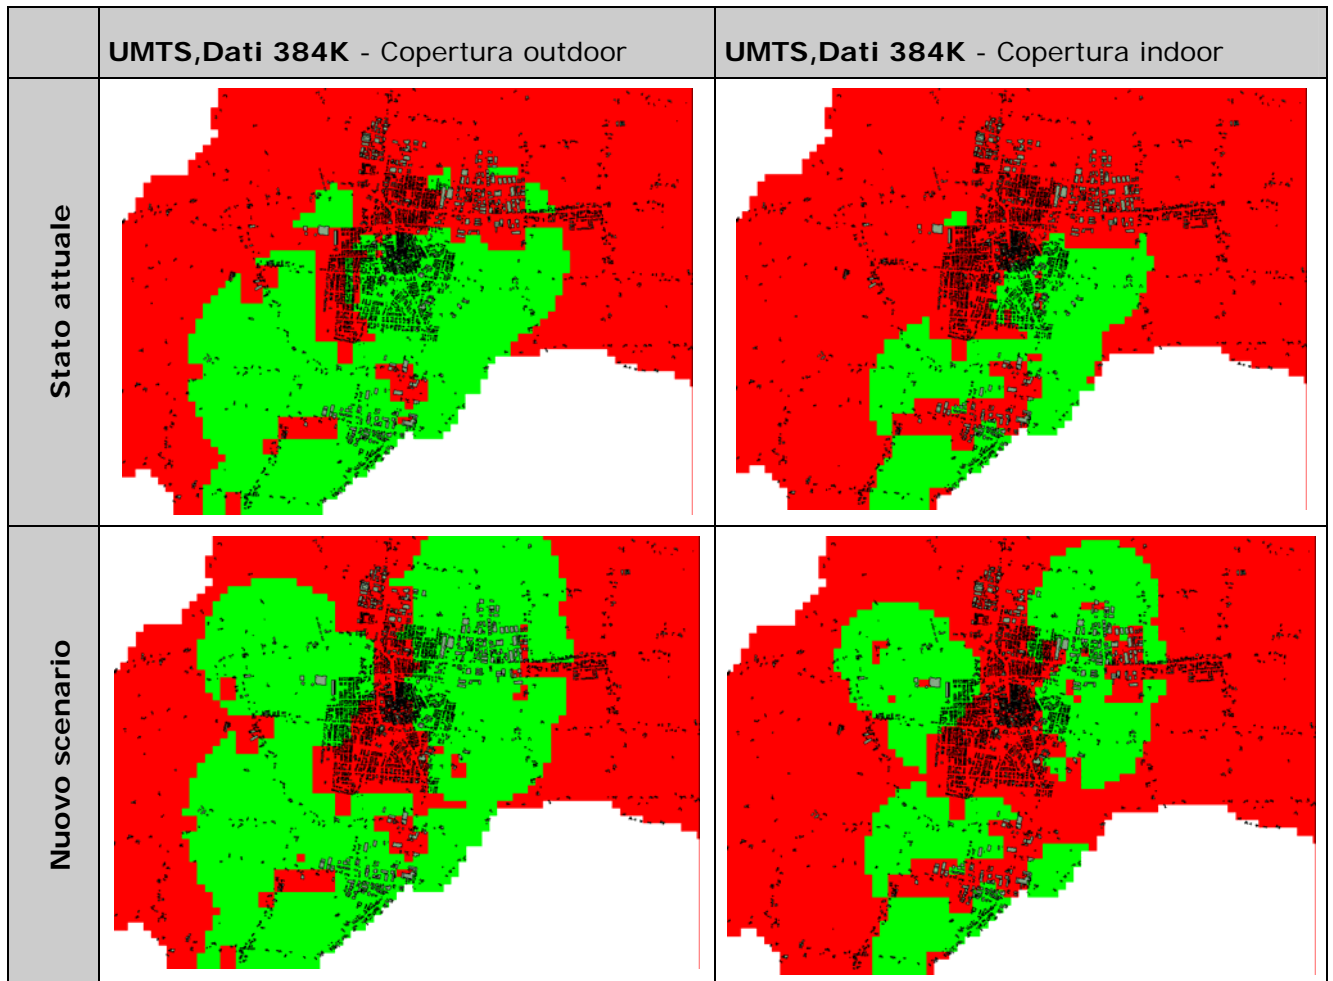 UMTS,Dati 384K - Copertura outdoor
UMTS,Dati 384K - Copertura indoor
Stato attuale
Nuovo scenario